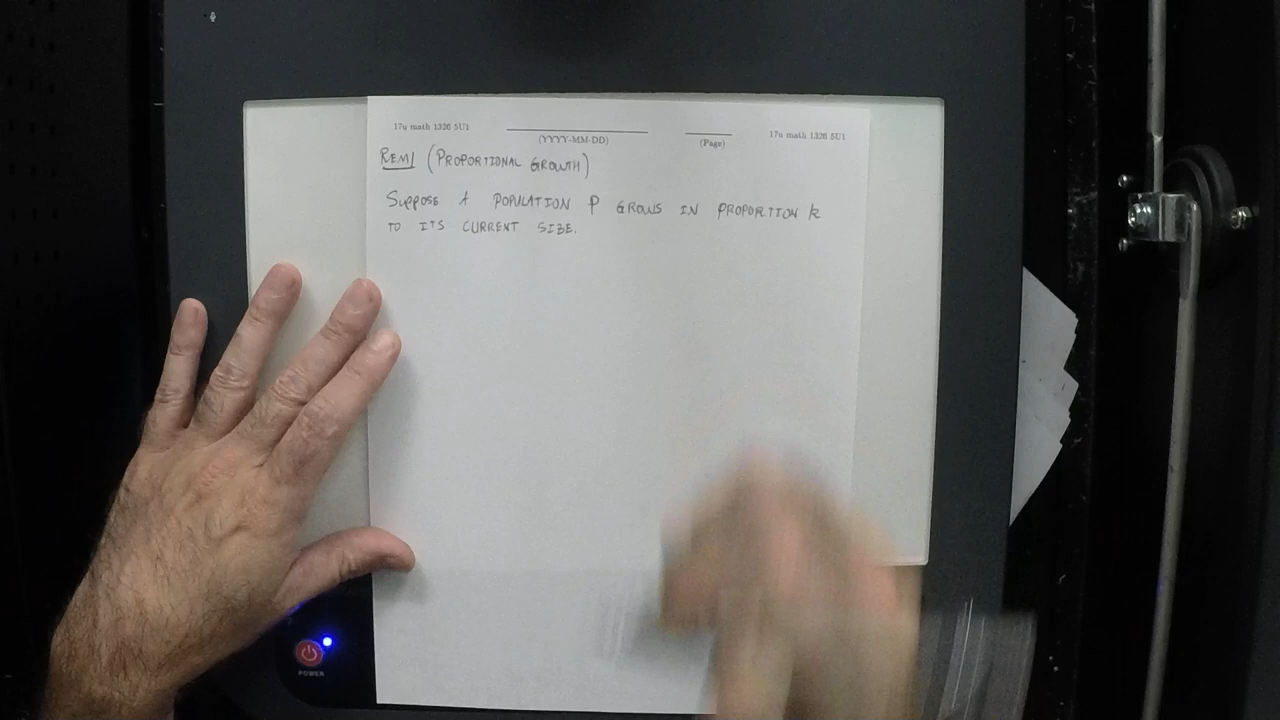 17u math 1326 5U1 (YYYY-MM-DD) (Page) 17u math 1326 5U1
REM/ (PROPORTIONAL GROWTH)
SUPPOSE A POPULATION P GROWS IN PROPORTION k
TO ITS CURRENT SIZE.
POWER